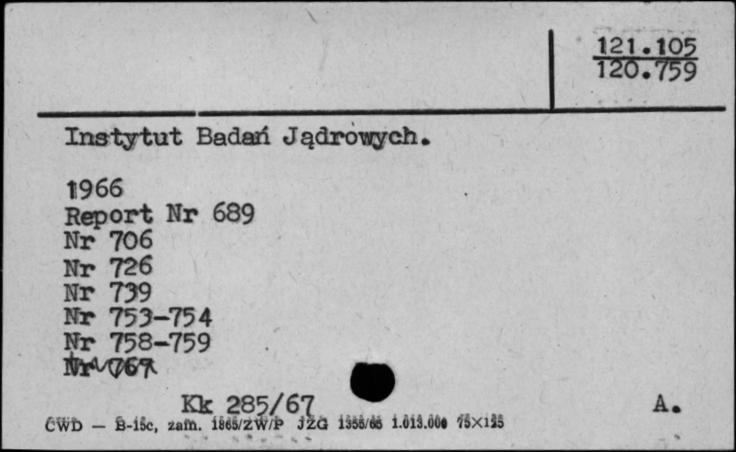 121.105
120.759
Instytut Badań Jądrowych.
1966
Report Nr 689
Nr 706
Nr 726
Nr 739
Nr 753-754
Nr 758-759
Nr 767
Kk 285/67 A.
CWD — B-15c, zam. 1865/ZW/P JZG 1355/65 1.013.000 75×125